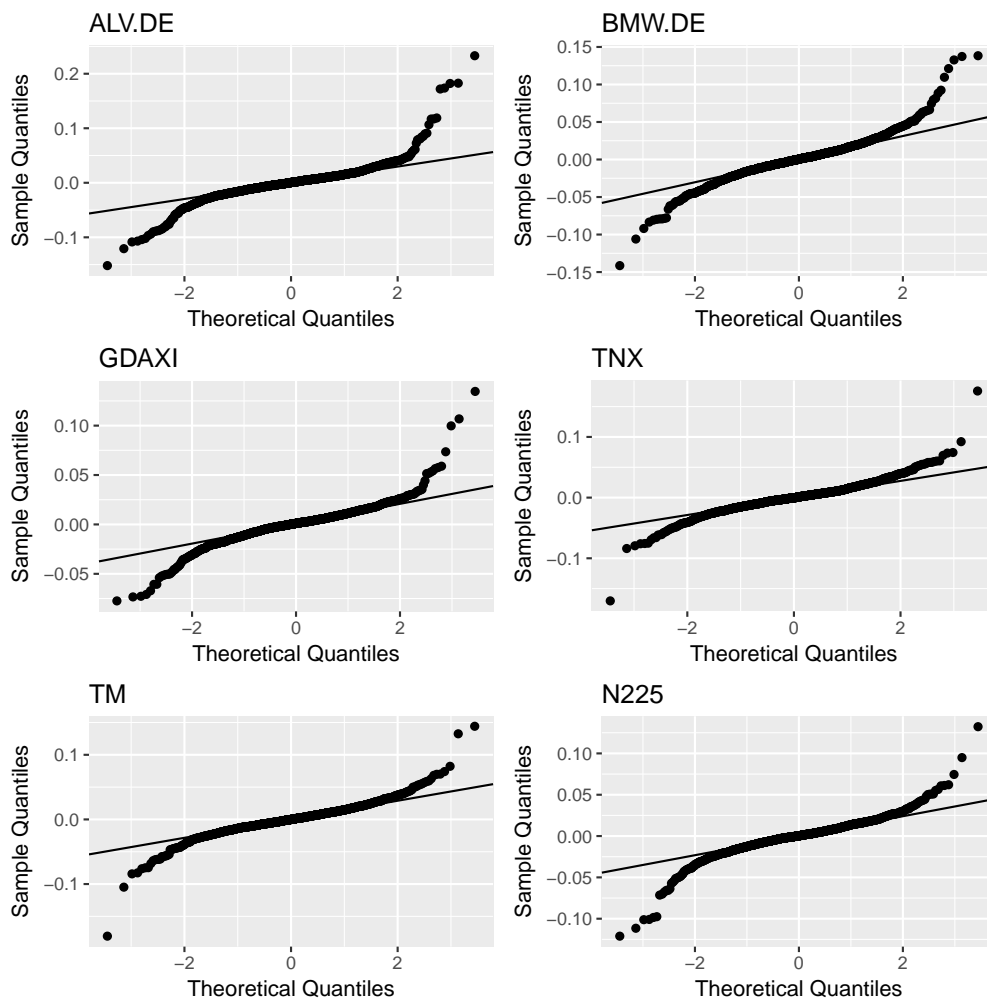 ALV.DE
Sample Quantiles
0.2
0.1
0.0
−0.1
−2 0 2
Theoretical Quantiles
BMW.DE
Sample Quantiles
0.15
0.10
0.05
0.00
−0.05
−0.10
−0.15
−2 0 2
Theoretical Quantiles
GDAXI
Sample Quantiles
0.10
0.05
0.00
−0.05
−2 0 2
Theoretical Quantiles
TNX
Sample Quantiles
0.1
0.0
−0.1
−2 0 2
Theoretical Quantiles
TM
Sample Quantiles
0.1
0.0
−0.1
−2 0 2
Theoretical Quantiles
N225
Sample Quantiles
0.10
0.05
0.00
−0.05
−0.10
−2 0 2
Theoretical Quantiles